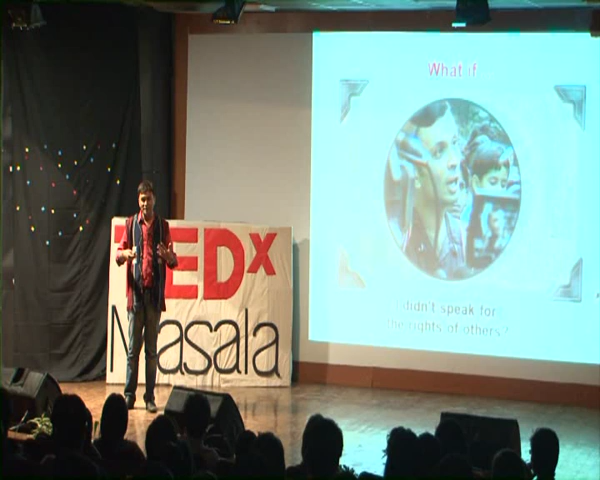 TEDx
Masala
What if
I didn't speak for
the rights of others?